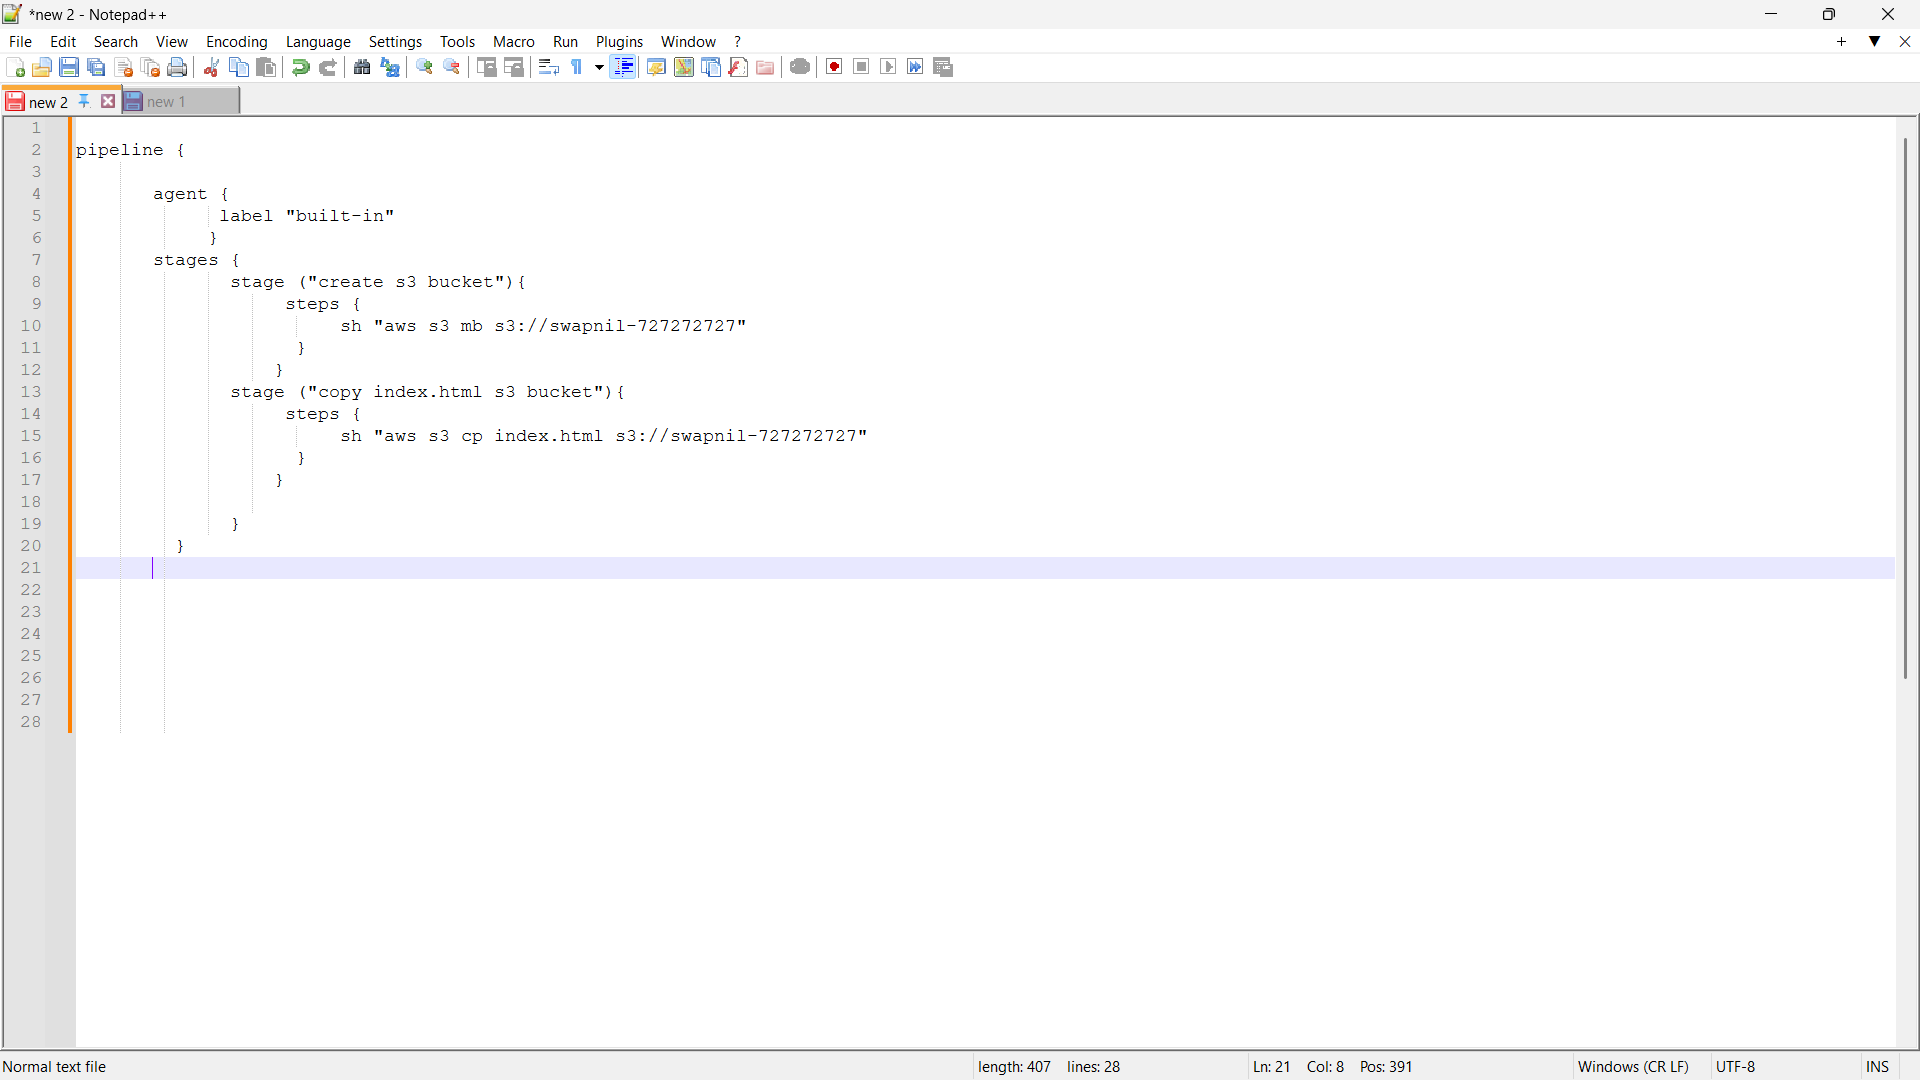 *new 2 - Notepad++
File Edit Search View Encoding Language Settings Tools Macro Run Plugins Window ?
new 2 new 1
1
2 pipeline {
3
4 agent {
5 label "built-in"
6 }
7 stages {
8 stage ("create s3 bucket"){
9 steps {
10 sh "aws s3 mb s3://swapnil-727272727"
11 }
12 }
13 stage ("copy index.html s3 bucket"){
14 steps {
15 sh "aws s3 cp index.html s3://swapnil-727272727"
16 }
17 }
18
19 }
20 }
21
22
23
24
25
26
27
28
Normal text file length: 407 lines: 28 Ln: 21 Col: 8 Pos: 391 Windows (CR LF) UTF-8 INS